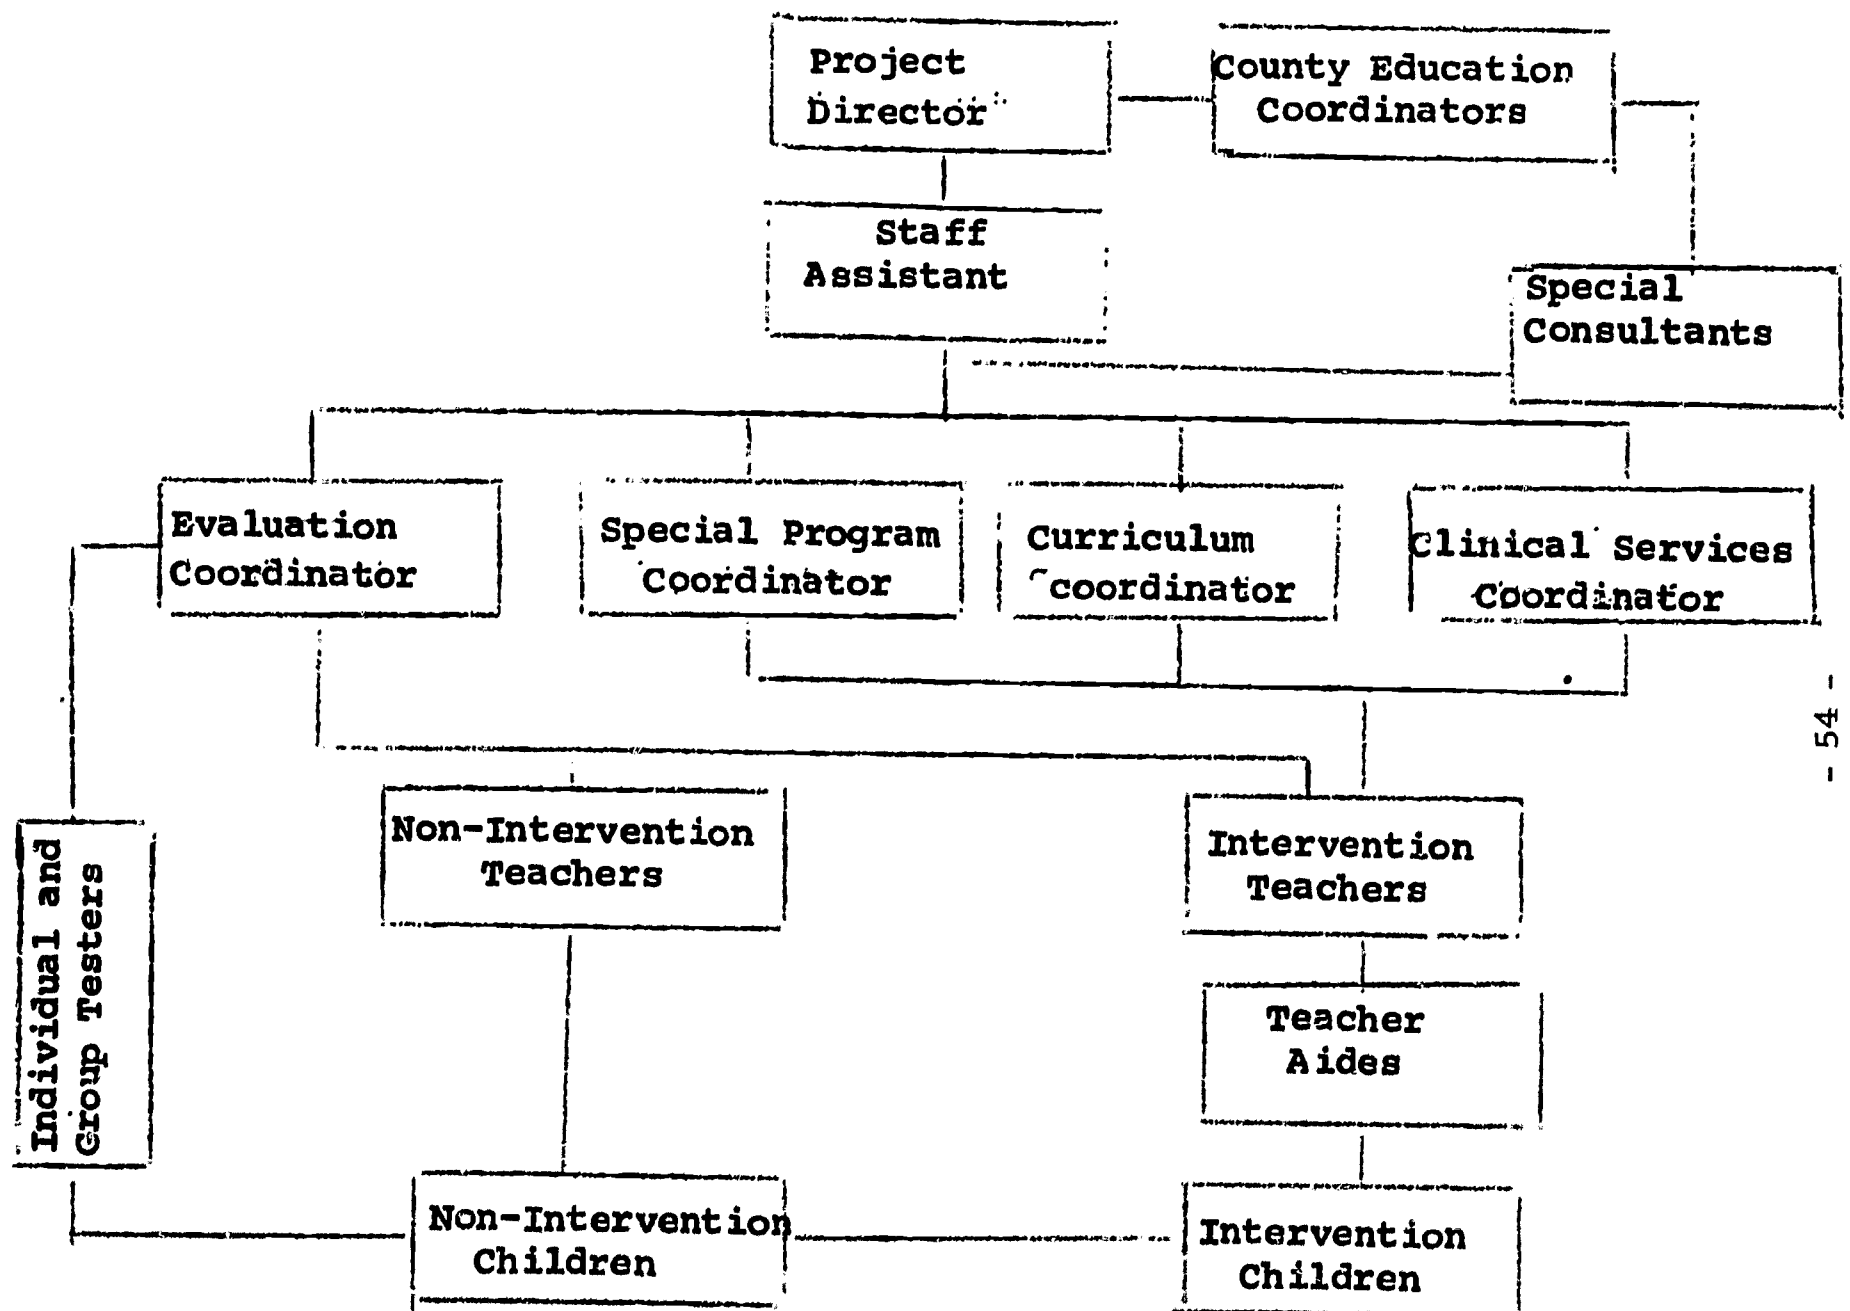 Project
Director
County Education
Coordinators
Staff
Assistant
Special
Consultants
Evaluation
Coordinator
Special Program
Coordinator
Curriculum
Coordinator
Clinical Services
Coordinator
- 54 -
Non-Intervention
Teachers
Intervention
Teachers
Individual and
Group Testers
Teacher
Aides
Non-Intervention
Children
Intervention
Children